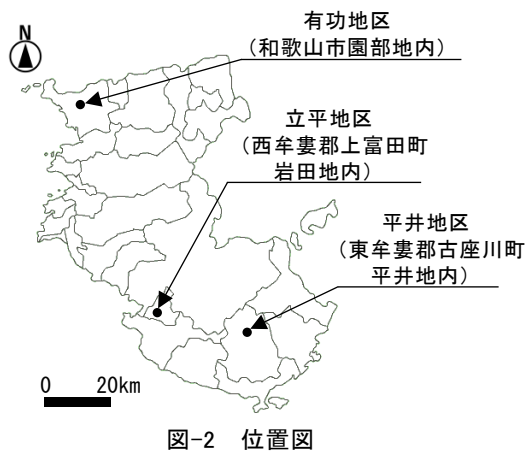 N
有功地区
（和歌山市園部地内）
立平地区
（西牟婁郡上富田町
岩田地内）
平井地区
（東牟婁郡古座川町
平井地内）
0 20km
図-2 位置図